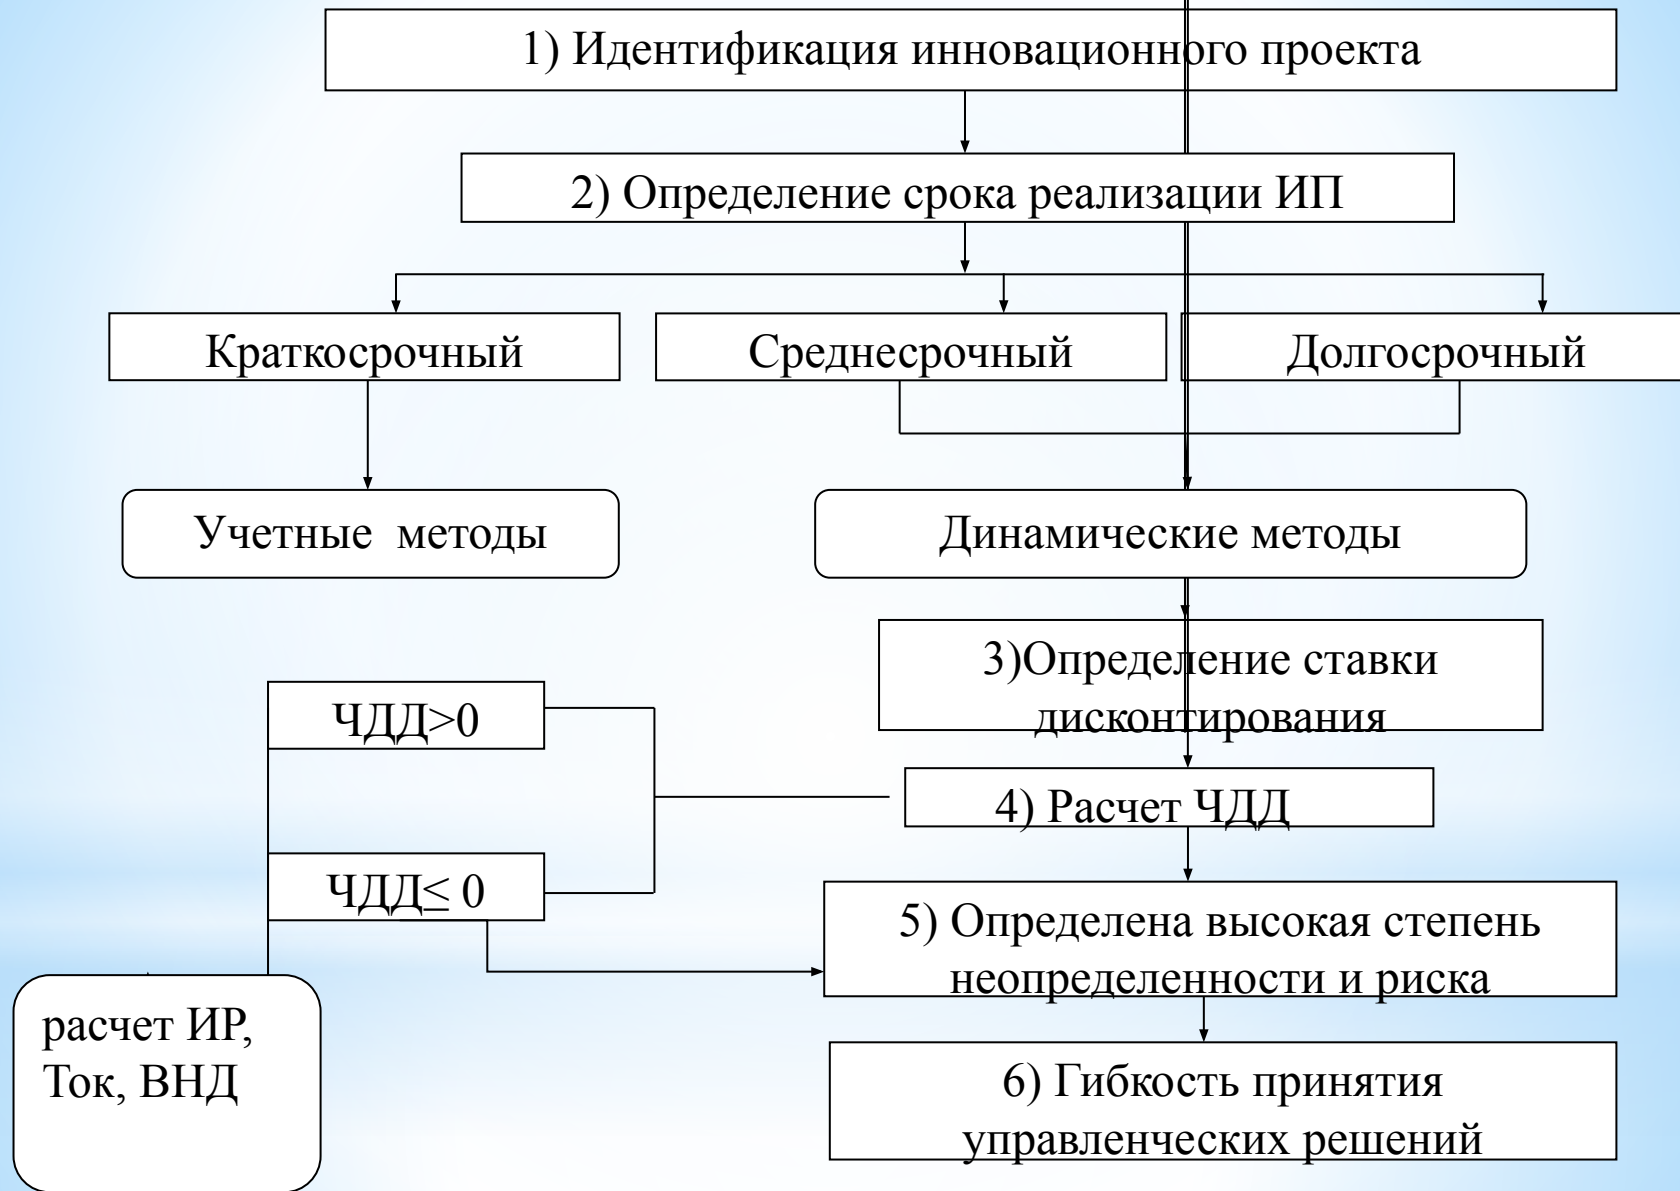 1) Идентификация инновационного проекта
2) Определение срока реализации ИП
Краткосрочный
Среднесрочный
Долгосрочный
Учетные методы
Динамические методы
3)Определение ставки
дисконтирования
ЧДД>0
4) Расчет ЧДД
ЧДД≤ 0
5) Определена высокая степень
неопределенности и риска
расчет ИР,
Ток, ВНД
6) Гибкость принятия
управленческих решений